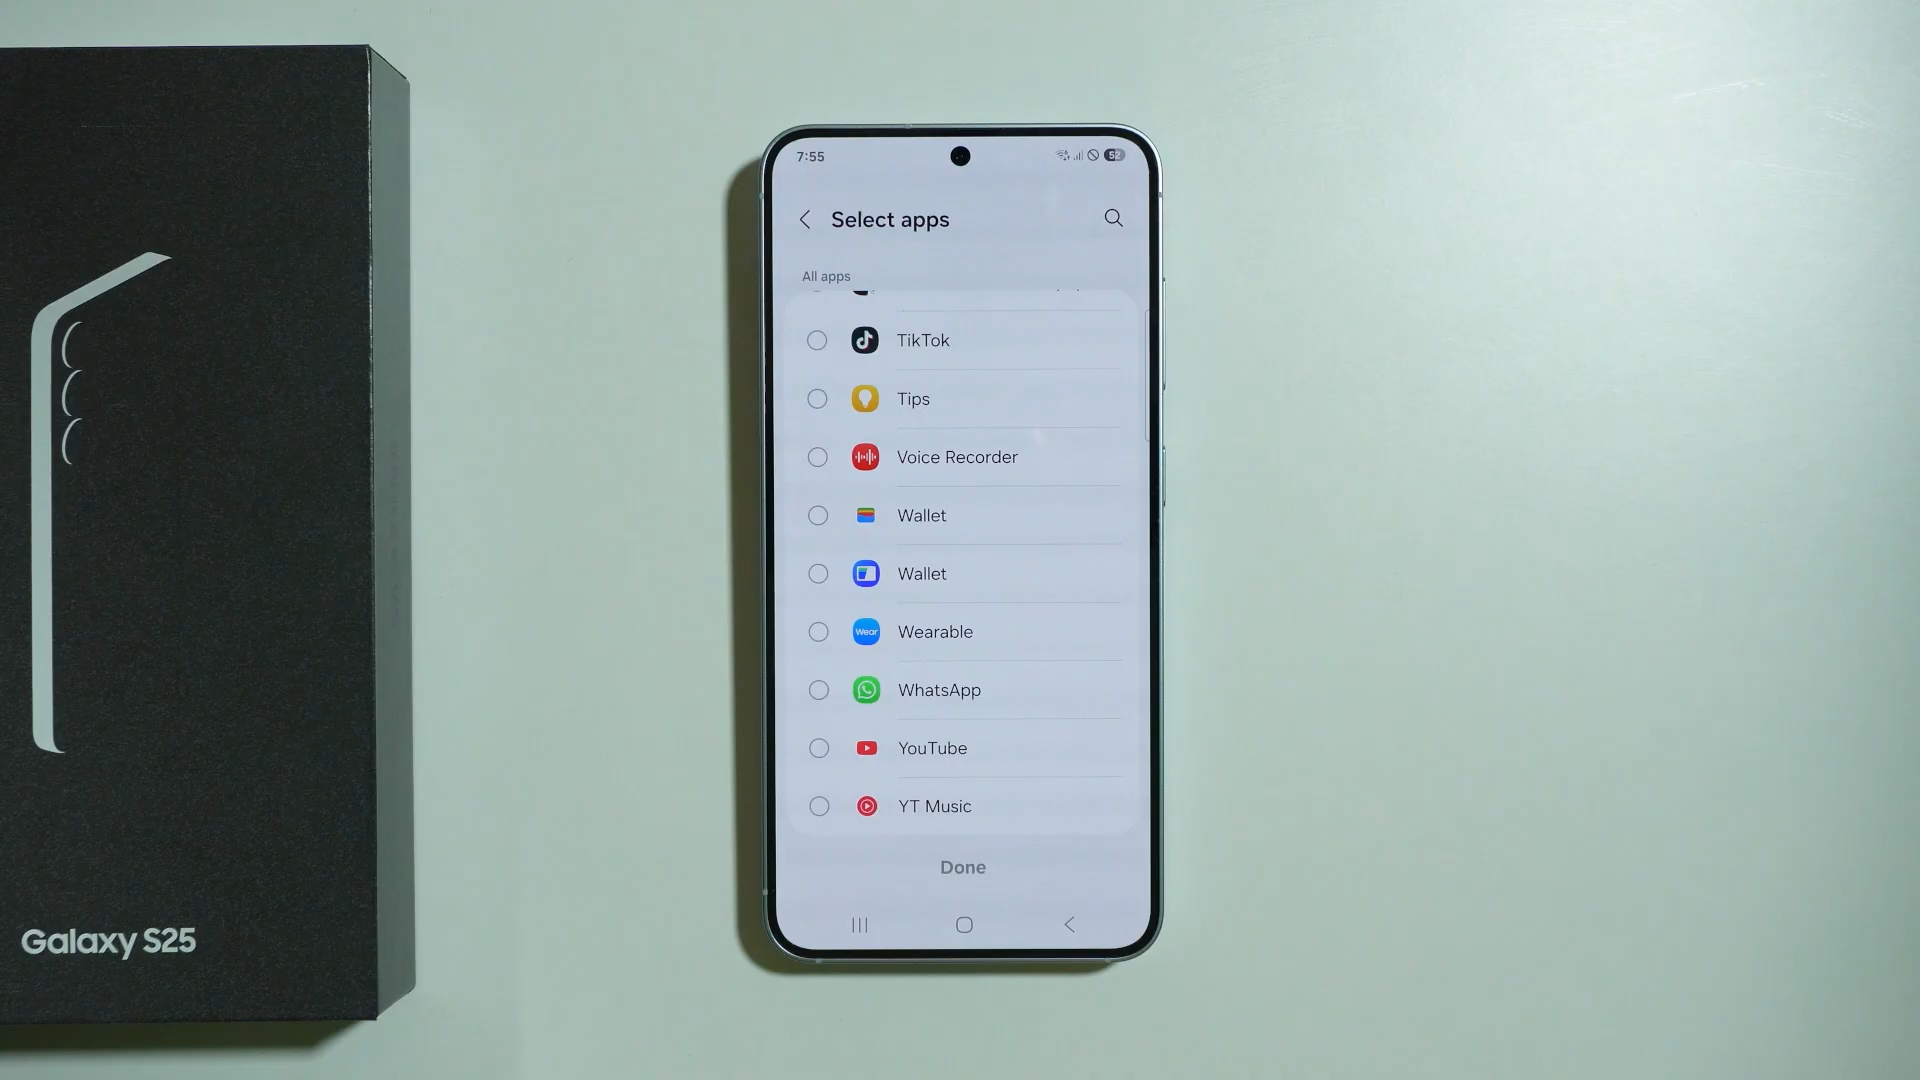 7:55
52
Select apps
All apps
TikTok
Tips
Voice Recorder
Wallet
Wallet
Wear
Wearable
WhatsApp
YouTube
YT Music
Done
Galaxy S25